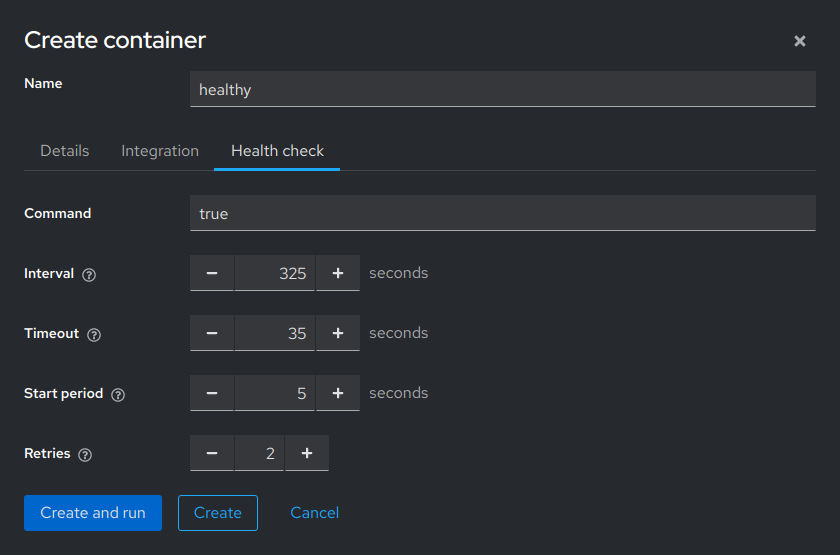 Create container
Name
healthy
Details Integration Health check
Command
true
Interval 325 seconds
Timeout 35 seconds
Start period 5 seconds
Retries 2
Create and run Create Cancel